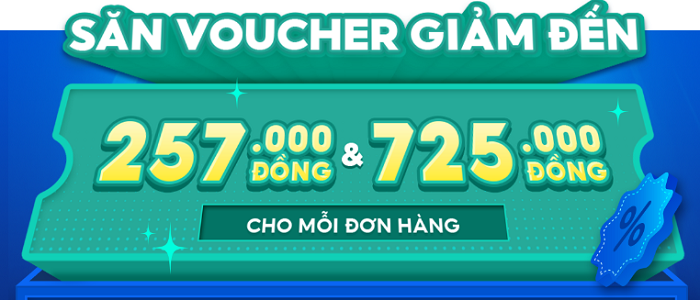 SĂN VOUCHER GIẢM ĐẾN
257.000 ĐỒNG & 725.000 ĐỒNG
CHO MỖI ĐƠN HÀNG
%